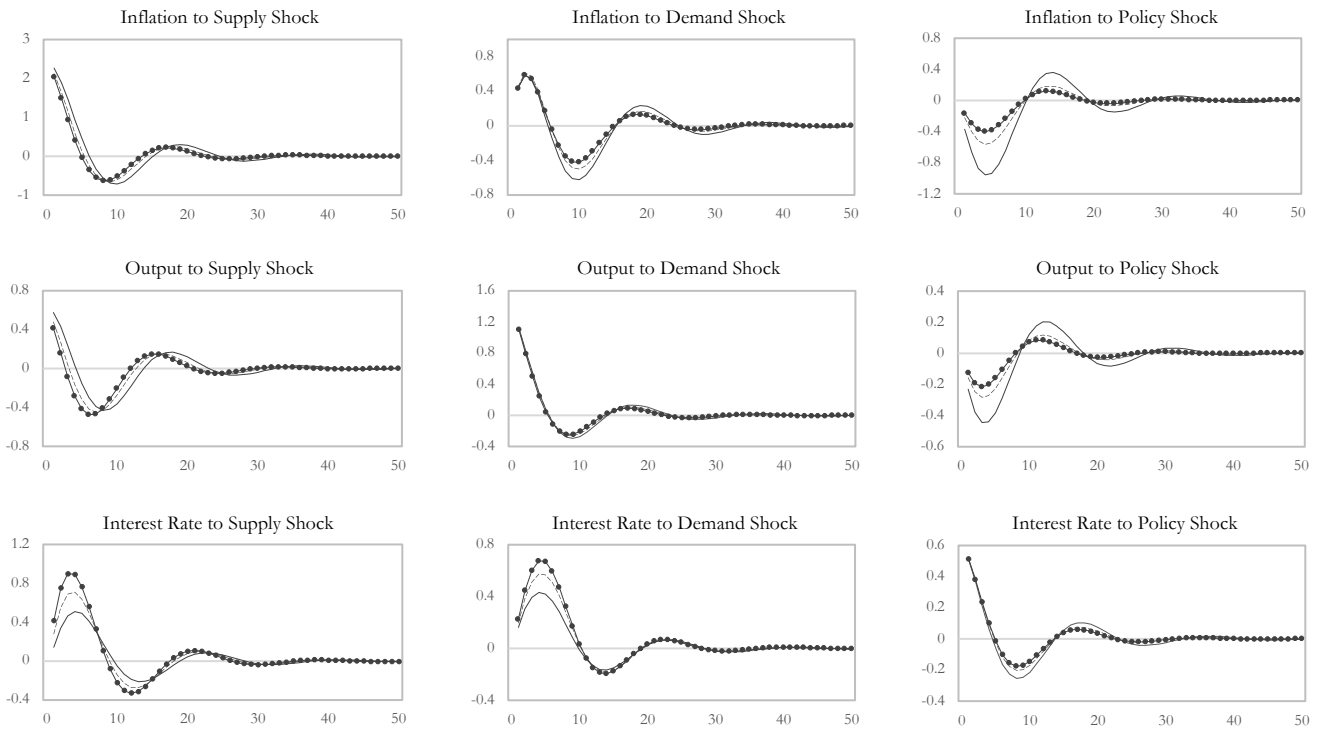 Inflation to Supply Shock
3
2
1
0
-1
0 10 20 30 40 50
Inflation to Demand Shock
0.8
0.4
0
-0.4
-0.8
0 10 20 30 40 50
Inflation to Policy Shock
0.8
0.4
0
-0.4
-0.8
-1.2
0 10 20 30 40 50
Output to Supply Shock
0.8
0.4
0
-0.4
-0.8
0 10 20 30 40 50
Output to Demand Shock
1.6
1.2
0.8
0.4
0
-0.4
0 10 20 30 40 50
Output to Policy Shock
0.4
0.2
0
-0.2
-0.4
-0.6
0 10 20 30 40 50
Interest Rate to Supply Shock
1.2
0.8
0.4
0
-0.4
0 10 20 30 40 50
Interest Rate to Demand Shock
0.8
0.4
0
-0.4
0 10 20 30 40 50
Interest Rate to Policy Shock
0.6
0.4
0.2
0
-0.2
-0.4
0 10 20 30 40 50